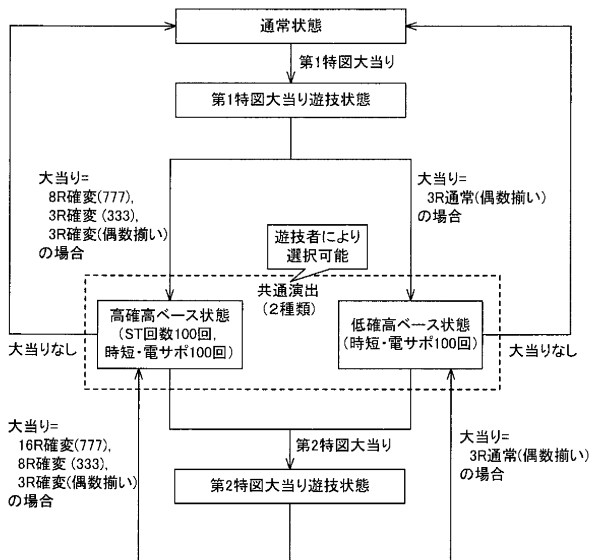 通常状態
第1特図大当り
第1特図大当り遊技状態
大当り=
8R確変(777),
3R確変(333),
3R確変(偶数揃い)
の場合
大当り=
3R通常(偶数揃い)
の場合
遊技者により
選択可能
共通演出
(2種類)
高確高ベース状態
(ST回数100回,
時短・電サポ100回)
低確高ベース状態
(時短・電サポ100回)
大当りなし
大当りなし
大当り=
16R確変(777),
8R確変(333),
3R確変(偶数揃い)
の場合
第2特図大当り
大当り=
3R通常(偶数揃い)
の場合
第2特図大当り遊技状態